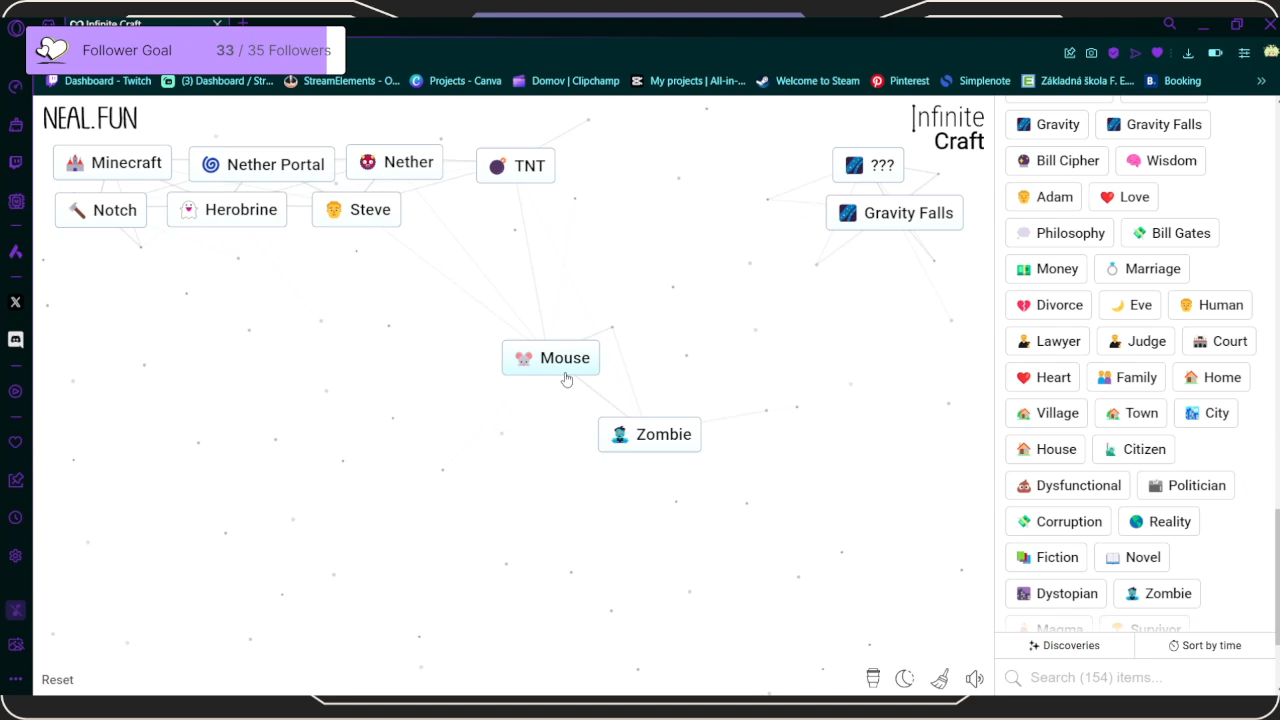 Infinite Craft
Follower Goal 33 / 35 Followers
Dashboard - Twitch (3) Dashboard / Str... StreamElements - O... Projects - Canva Domov | Clipchamp My projects | All-in-... Welcome to Steam Pinterest Simplenote Základná škola F. E... Booking
NEAL.FUN
Infinite
Craft
Minecraft Nether Portal Nether TNT
Notch Herobrine Steve
???
Gravity Falls
Mouse
Zombie
Gravity Gravity Falls
Bill Cipher Wisdom
Adam Love
Philosophy Bill Gates
Money Marriage
Divorce Eve Human
Lawyer Judge Court
Heart Family Home
Village Town City
House Citizen
Dysfunctional Politician
Corruption Reality
Fiction Novel
Dystopian Zombie
Magma Survivor
Discoveries Sort by time
Search (154) items...
Reset